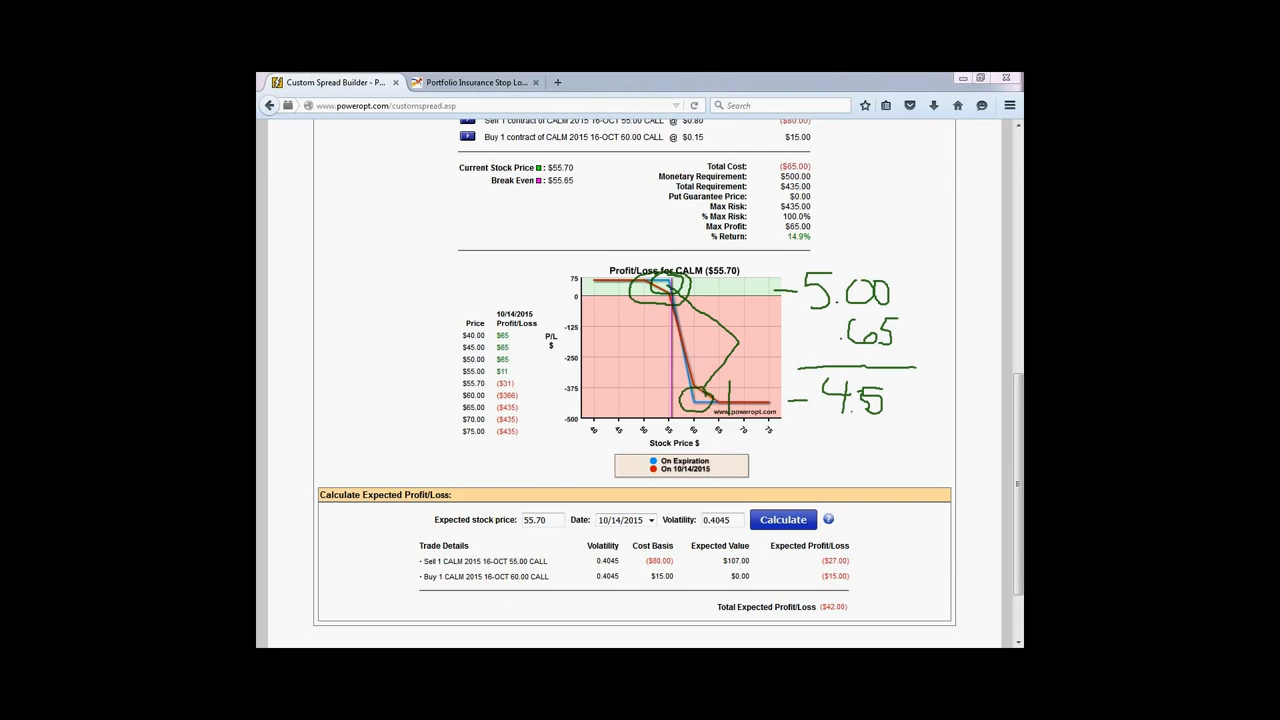 Custom Spread Builder - P...
Portfolio Insurance Stop Lo...
www.poweropt.com/customspread.asp
Search
Sell 1 contract of CALM 2015 16-OCT 55.00 CALL @ $0.80 ($80.00)
Buy 1 contract of CALM 2015 16-OCT 60.00 CALL @ $0.15 $15.00
Current Stock Price : $55.70
Break Even : $55.65
Total Cost: ($65.00)
Monetary Requirement: $500.00
Total Requirement: $435.00
Put Guarantee Price: $0.00
Max Risk: $435.00
% Max Risk: 100.0%
Max Profit: $65.00
% Return: 14.9%
Profit/Loss for CALM ($55.70)
75
0
-125
-250
-375
-500
P/L
$
40 45 50 55 60 65 70 75
Stock Price $
www.poweropt.com
On Expiration
On 10/14/2015
10/14/2015
Price Profit/Loss
$40.00 $65
$45.00 $65
$50.00 $65
$55.00 $11
$55.70 ($31)
$60.00 ($366)
$65.00 ($435)
$70.00 ($435)
$75.00 ($435)
-5.00
.65
-4.5
Calculate Expected Profit/Loss:
Expected stock price: 55.70 Date: 10/14/2015 Volatility: 0.4045 Calculate ?
Trade Details Volatility Cost Basis Expected Value Expected Profit/Loss
· Sell 1 CALM 2015 16-OCT 55.00 CALL 0.4045 ($80.00) $107.00 ($27.00)
· Buy 1 CALM 2015 16-OCT 60.00 CALL 0.4045 $15.00 $0.00 ($15.00)
Total Expected Profit/Loss ($42.00)